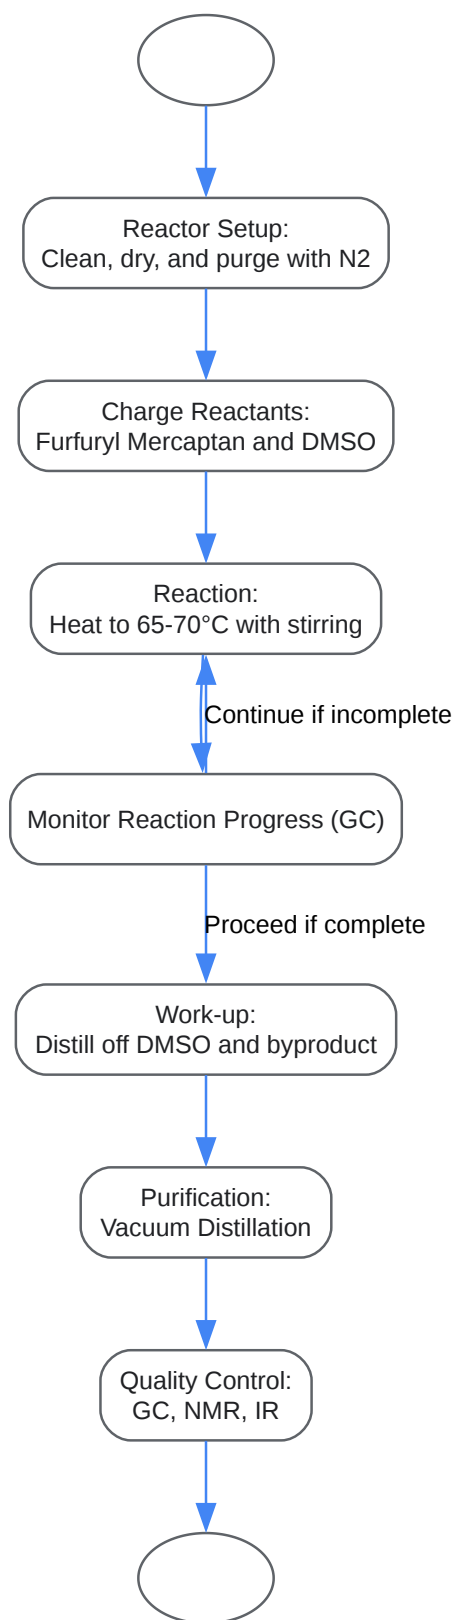 Reactor Setup:
Clean, dry, and purge with N2
Charge Reactants:
Furfuryl Mercaptan and DMSO
Reaction:
Heat to 65-70°C with stirring
Continue if incomplete
Monitor Reaction Progress (GC)
Proceed if complete
Work-up:
Distill off DMSO and byproduct
Purification:
Vacuum Distillation
Quality Control:
GC, NMR, IR